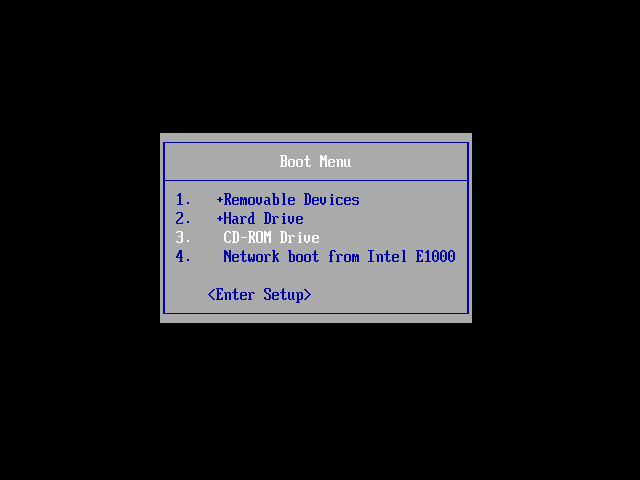 Boot Menu
1. +Removable Devices
2. +Hard Drive
3. CD-ROM Drive
4. Network boot from Intel E1000
<Enter Setup>